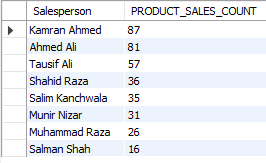 Salesperson PRODUCT_SALES_COUNT
Kamran Ahmed 87
Ahmed Ali 81
Tausif Ali 57
Shahid Raza 36
Salim Kanchwala 35
Munir Nizar 31
Muhammad Raza 26
Salman Shah 16